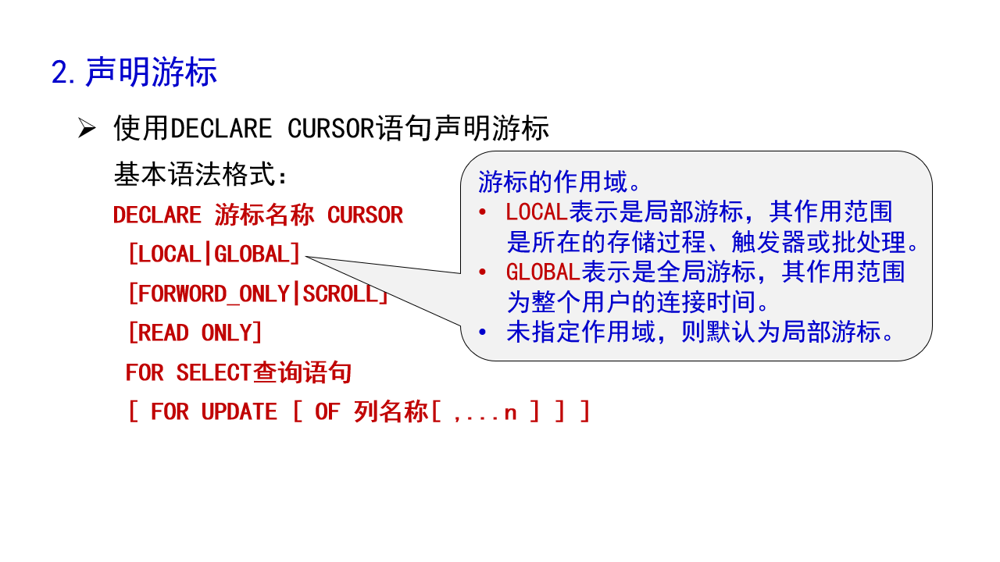 2.声明游标
➢ 使用DECLARE CURSOR语句声明游标
基本语法格式:
DECLARE 游标名称 CURSOR
[LOCAL|GLOBAL]
[FORWORD_ONLY|SCROLL]
[READ ONLY]
FOR SELECT查询语句
[ FOR UPDATE [ OF 列名称[ ,...n ] ] ]
游标的作用域。
• LOCAL表示是局部游标，其作用范围
是所在的存储过程、触发器或批处理。
• GLOBAL表示是全局游标，其作用范围
为整个用户的连接时间。
• 未指定作用域，则默认为局部游标。